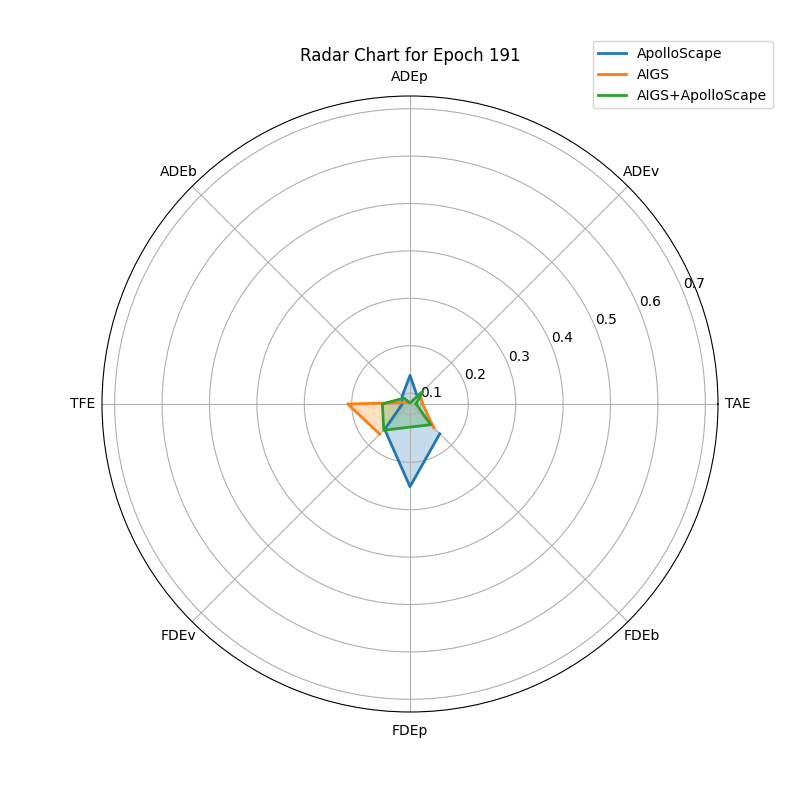 Radar Chart for Epoch 191
ApolloScape
AIGS
AIGS+ApolloScape
ADEp
ADEb
ADEv
0.7
0.6
0.5
0.4
0.3
0.2
0.1
TFE
TAE
FDEv
FDEb
FDEp